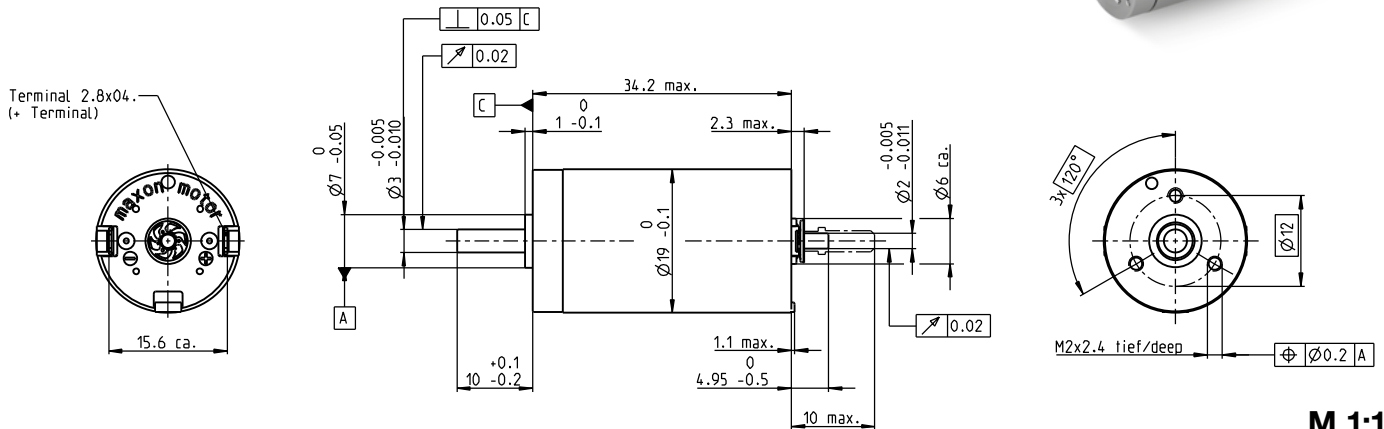 ⊥ 0.05 C
↗ 0.02
34.2 max.
Terminal 2.8x04.
(+ Terminal)
C
0
1 -0.1
2.3 max.
0
Ø7 -0.05
-0.005
Ø3 -0.010
-0.005
Ø2 -0.011
Ø6 ca.
3x 120°
maxon motor
0
Ø19 -0.1
Ø12
A
↗ 0.02
15.6 ca.
1.1 max.
M2x2.4 tief/deep
⌖ Ø0.2 A
+0.1
10 -0.2
0
4.95 -0.5
10 max.
M 1:1